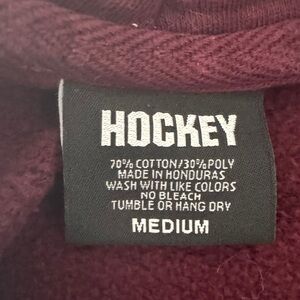 HOCKEY
70% COTTON/30% POLY
MADE IN HONDURAS
WASH WITH LIKE COLORS
NO BLEACH
TUMBLE OR HANG DRY
MEDIUM